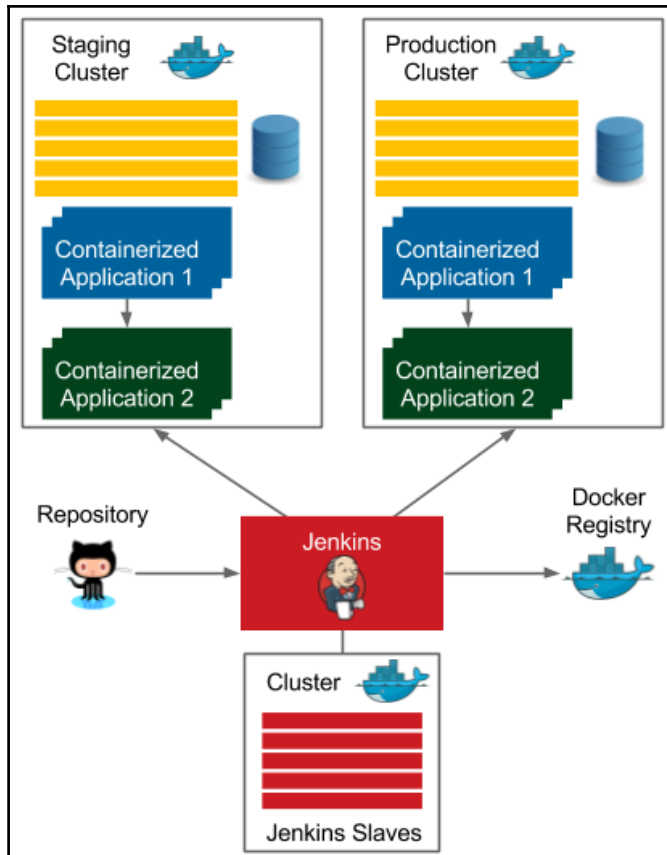 Staging
Cluster
Production
Cluster
Containerized
Application 1
Containerized
Application 1
Containerized
Application 2
Containerized
Application 2
Repository
Jenkins
Docker
Registry
Cluster
Jenkins Slaves